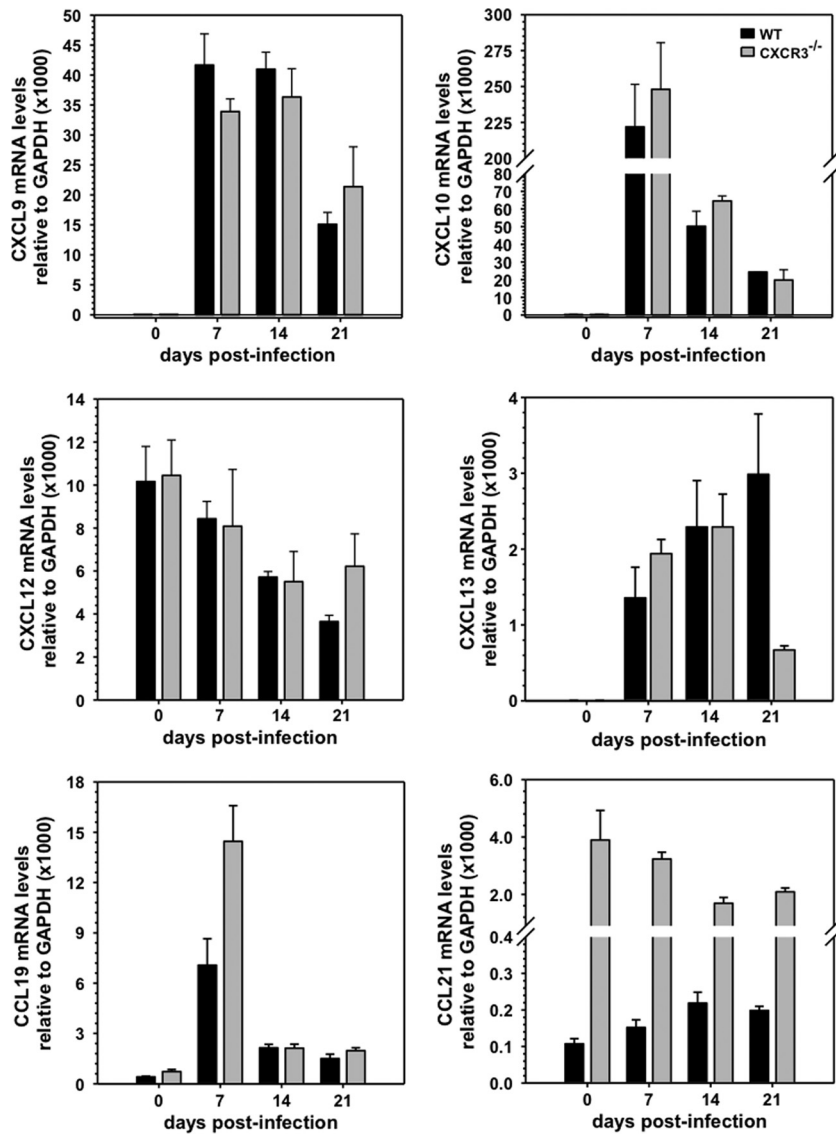 CXCL9 mRNA levels
relative to GAPDH (x1000)
50
45
40
35
30
25
20
15
10
5
0
0 7 14 21
days post-infection
CXCL10 mRNA levels
relative to GAPDH (x1000)
300
275
250
225
200
80
70
60
50
40
30
20
10
0
WT
CXCR3-/-
0 7 14 21
days post-infection
CXCL12 mRNA levels
relative to GAPDH (x1000)
14
12
10
8
6
4
2
0
0 7 14 21
days post-infection
CXCL13 mRNA levels
relative to GAPDH (x1000)
4
3
2
1
0
0 7 14 21
days post-infection
CCL19 mRNA levels
relative to GAPDH (x1000)
18
15
12
9
6
3
0
0 7 14 21
days post-infection
CCL21 mRNA levels
relative to GAPDH (x1000)
6.0
4.0
2.0
0.4
0.3
0.2
0.1
0.0
0 7 14 21
days post-infection